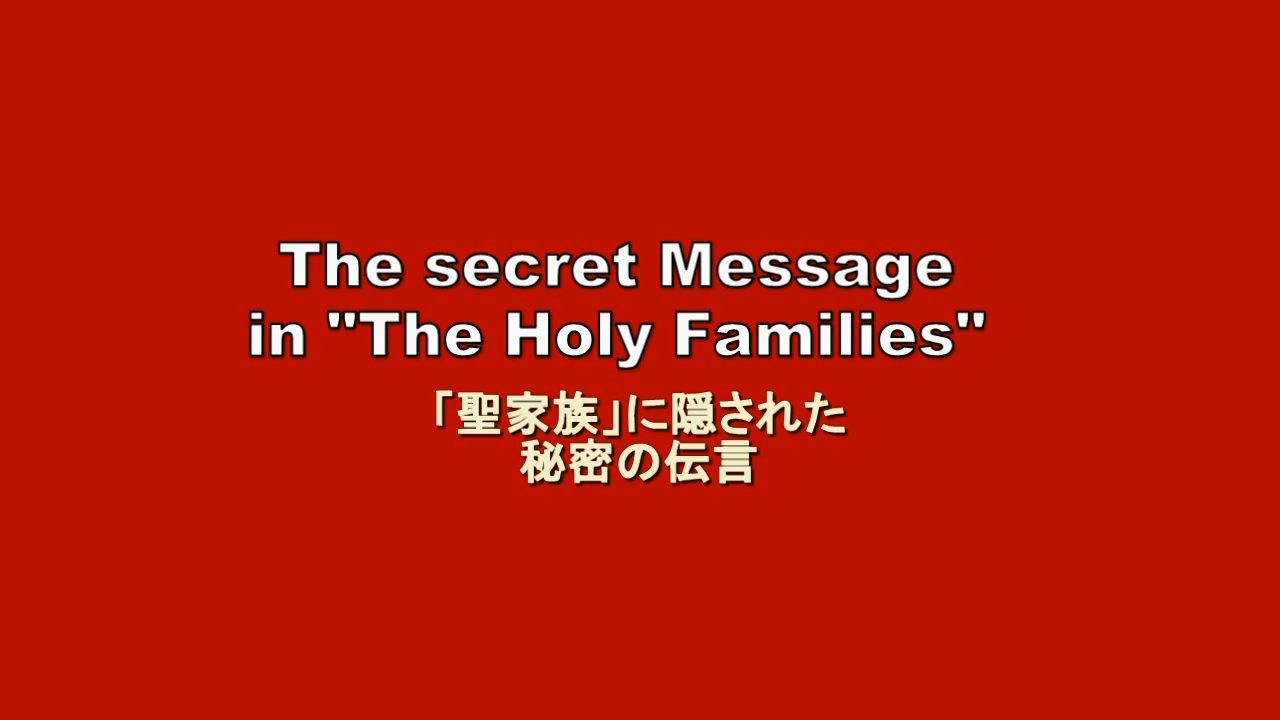 The secret Message
in "The Holy Families"
「聖家族」に隠された
秘密の伝言